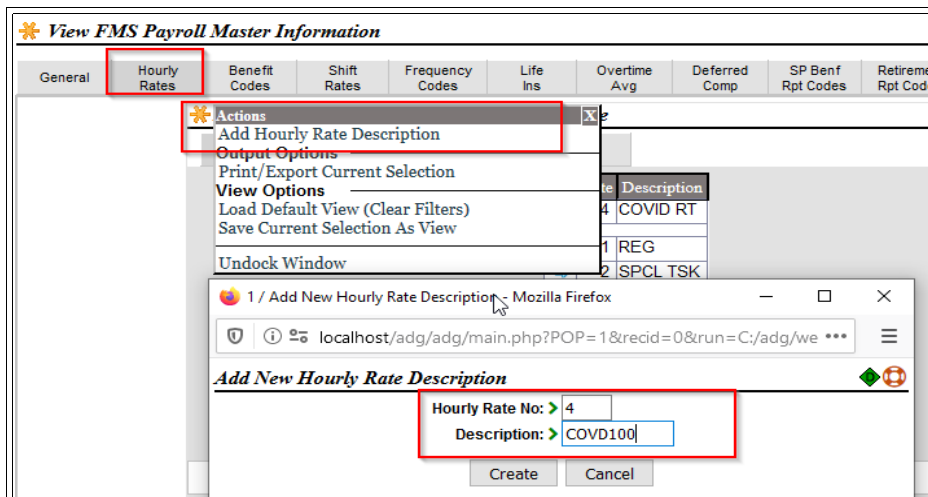 View FMS Payroll Master Information
General
Hourly
Rates
Benefit
Codes
Shift
Rates
Frequency
Codes
Life
Ins
Overtime
Avg
Deferred
Comp
SP Benf
Rpt Codes
Retireme
Rpt Cod
Actions X
Add Hourly Rate Description
Output Options
Print/Export Current Selection
View Options
Load Default View (Clear Filters)
Save Current Selection As View
Undock Window
te Description
4 COVID RT
1 REG
2 SPCL TSK
1 / Add New Hourly Rate Description - Mozilla Firefox
localhost/adg/adg/main.php?POP=1&recid=0&run=C:/adg/we
Add New Hourly Rate Description
Hourly Rate No: 4
Description: COVD100
Create Cancel